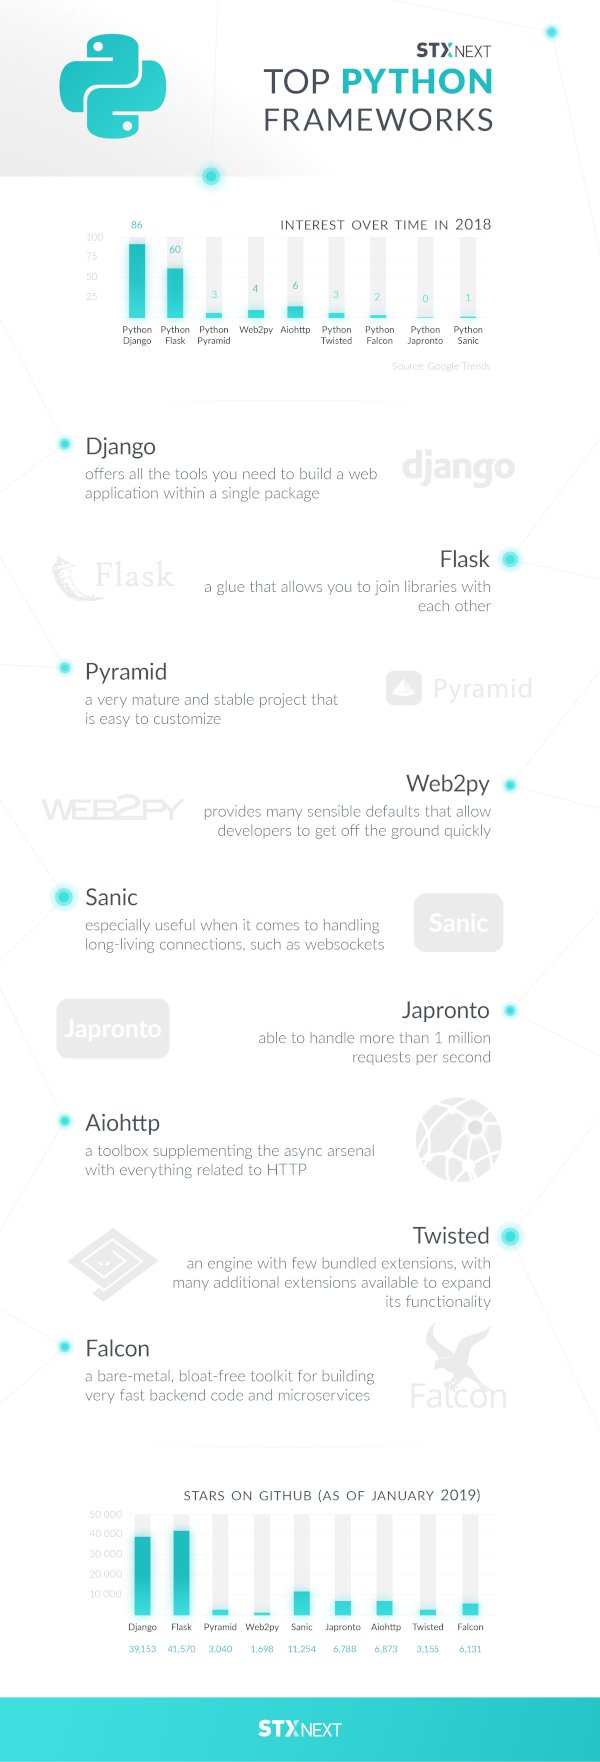 STXNEXT
TOP PYTHON
FRAMEWORKS
INTEREST OVER TIME IN 2018
100
75
50
25
86
60
3
4
6
3
2
0
1
Python Django
Python Flask
Python Pyramid
Web2py
Aiohttp
Python Twisted
Python Falcon
Python Japronto
Python Sanic
Source: Google Trends
Django
offers all the tools you need to build a web
application within a single package
django
Flask
Flask
a glue that allows you to join libraries with
each other
Pyramid
a very mature and stable project that
is easy to customize
Pyramid
WEB2PY
Web2py
provides many sensible defaults that allow
developers to get off the ground quickly
Sanic
especially useful when it comes to handling
long-living connections, such as websockets
Sanic
Japronto
Japronto
able to handle more than 1 million
requests per second
Aiohttp
a toolbox supplementing the async arsenal
with everything related to HTTP
Twisted
an engine with few bundled extensions, with
many additional extensions available to expand
its functionality
Falcon
a bare-metal, bloat-free toolkit for building
very fast backend code and microservices
Falcon
STARS ON GITHUB (AS OF JANUARY 2019)
50 000
40 000
30 000
20 000
10 000
Django Flask Pyramid Web2py Sanic Japronto Aiohttp Twisted Falcon
39,153 41,570 3,040 1,698 11,254 6,788 6,873 3,155 6,131
STXNEXT